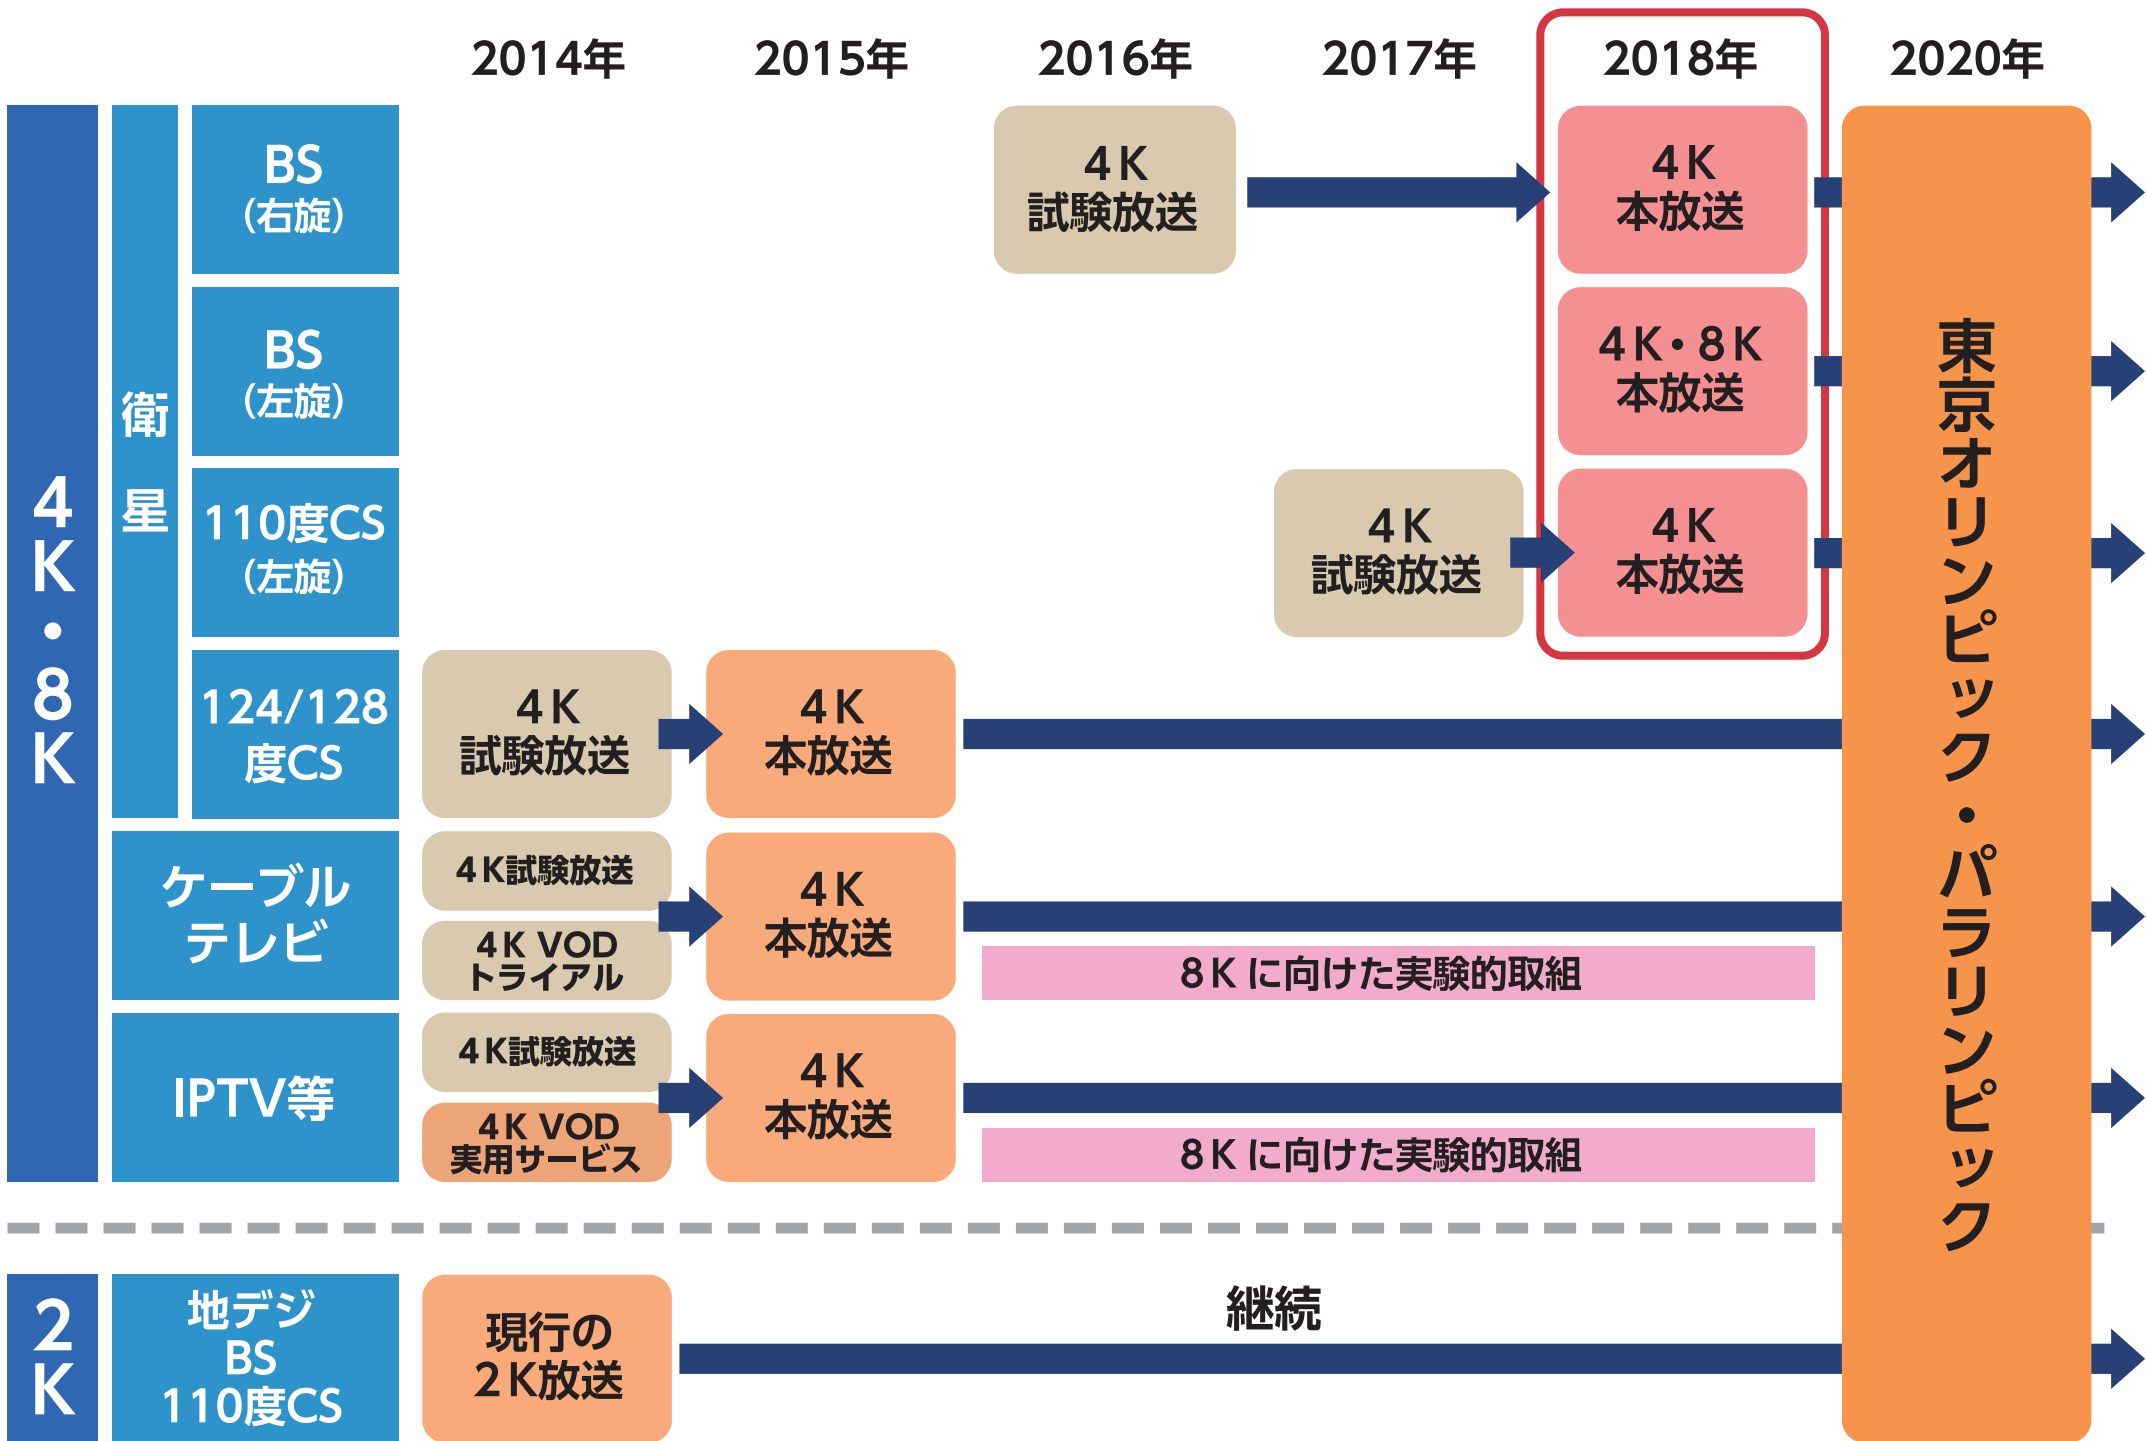 2014年 2015年 2016年 2017年 2018年 2020年
4K・8K
衛星
BS
（右旋）
4K
試験放送
4K
本放送
BS
（左旋）
4K・8K
本放送
110度CS
（左旋）
4K
試験放送
4K
本放送
124/128
度CS
4K
試験放送
4K
本放送
ケーブル
テレビ
4K試験放送
4K VOD
トライアル
4K
本放送
8Kに向けた実験的取組
IPTV等
4K試験放送
4K VOD
実用サービス
4K
本放送
8Kに向けた実験的取組
東京オリンピック・パラリンピック
2K
地デジ
BS
110度CS
現行の
2K放送
継続